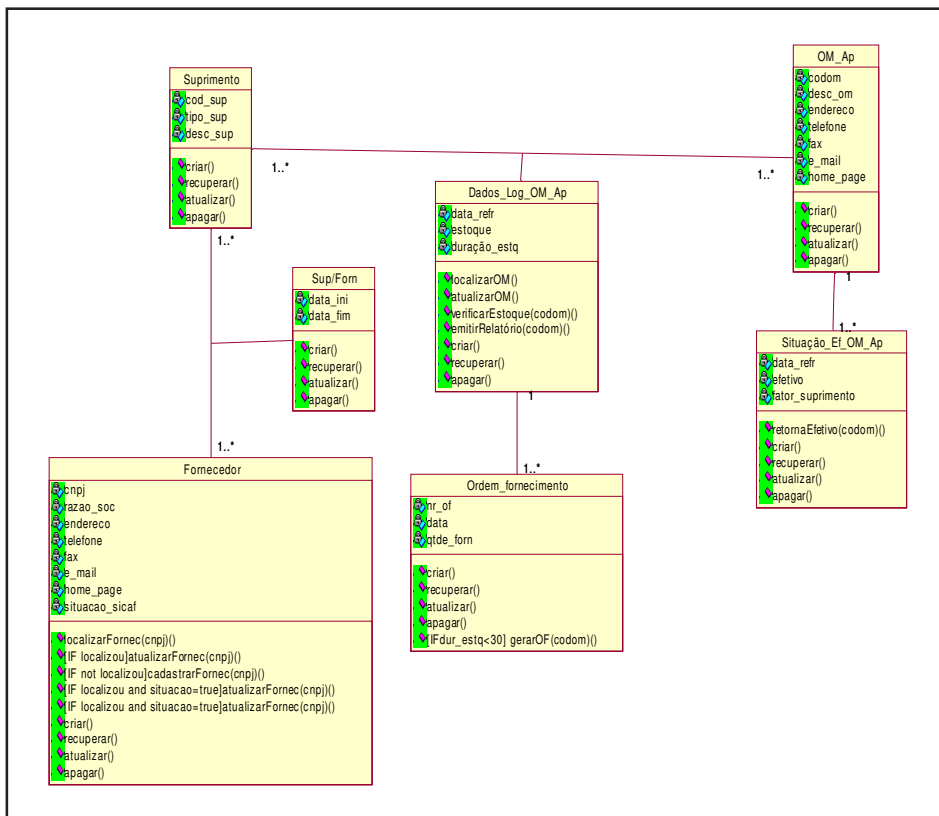 Suprimento
cod_sup
tipo_sup
desc_sup
criar()
recuperar()
atualizar()
apagar()
1..*
1..*
OM_Ap
codom
desc_om
endereco
telefone
fax
e_mail
home_page
criar()
recuperar()
atualizar()
apagar()
1..*
1
Dados_Log_OM_Ap
data_refr
estoque
duração_estq
localizarOM()
atualizarOM()
verificarEstoque(codom)()
emitirRelatório(codom)()
criar()
recuperar()
apagar()
1
Sup/Forn
data_ini
data_fim
criar()
recuperar()
atualizar()
apagar()
1..*
Situação_Ef_OM_Ap
data_refr
efetivo
fator_suprimento
retornaEfetivo(codom)()
criar()
recuperar()
atualizar()
apagar()
1..*
Fornecedor
cnpj
razao_soc
endereco
telefone
fax
e_mail
home_page
situacao_sicaf
localizarFornec(cnpj)()
[IF localizou]atualizarFornec(cnpj)()
[IF not localizou]cadastrarFornec(cnpj)()
[IF localizou and situacao=true]atualizarFornec(cnpj)()
[IF localizou and situacao=true]atualizarFornec(cnpj)()
criar()
recuperar()
atualizar()
apagar()
1..*
Ordem_fornecimento
nr_of
data
qtde_forn
criar()
recuperar()
atualizar()
apagar()
[IFdur_estq<30] gerarOF(codom)()